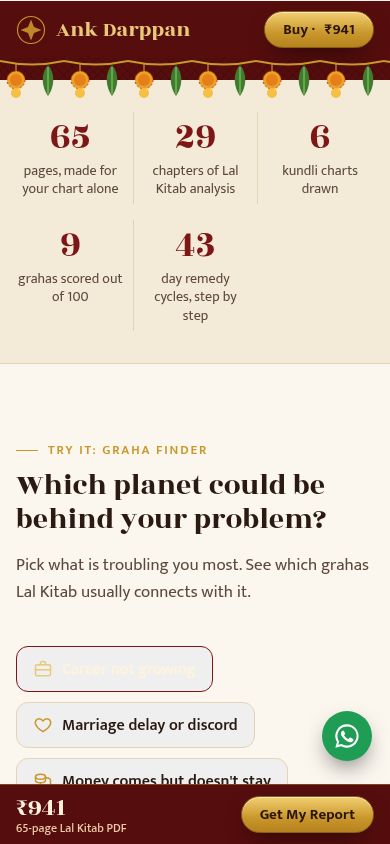 Ank Darppan
Buy · ₹941
65
pages, made for
your chart alone
29
chapters of Lal
Kitab analysis
6
kundli charts
drawn
9
grahas scored out
of 100
43
day remedy
cycles, step by
step
TRY IT: GRAHA FINDER
Which planet could be
behind your problem?
Pick what is troubling you most. See which grahas
Lal Kitab usually connects with it.
Career not growing
Marriage delay or discord
Money comes but doesn't stay
₹941
65-page Lal Kitab PDF
Get My Report